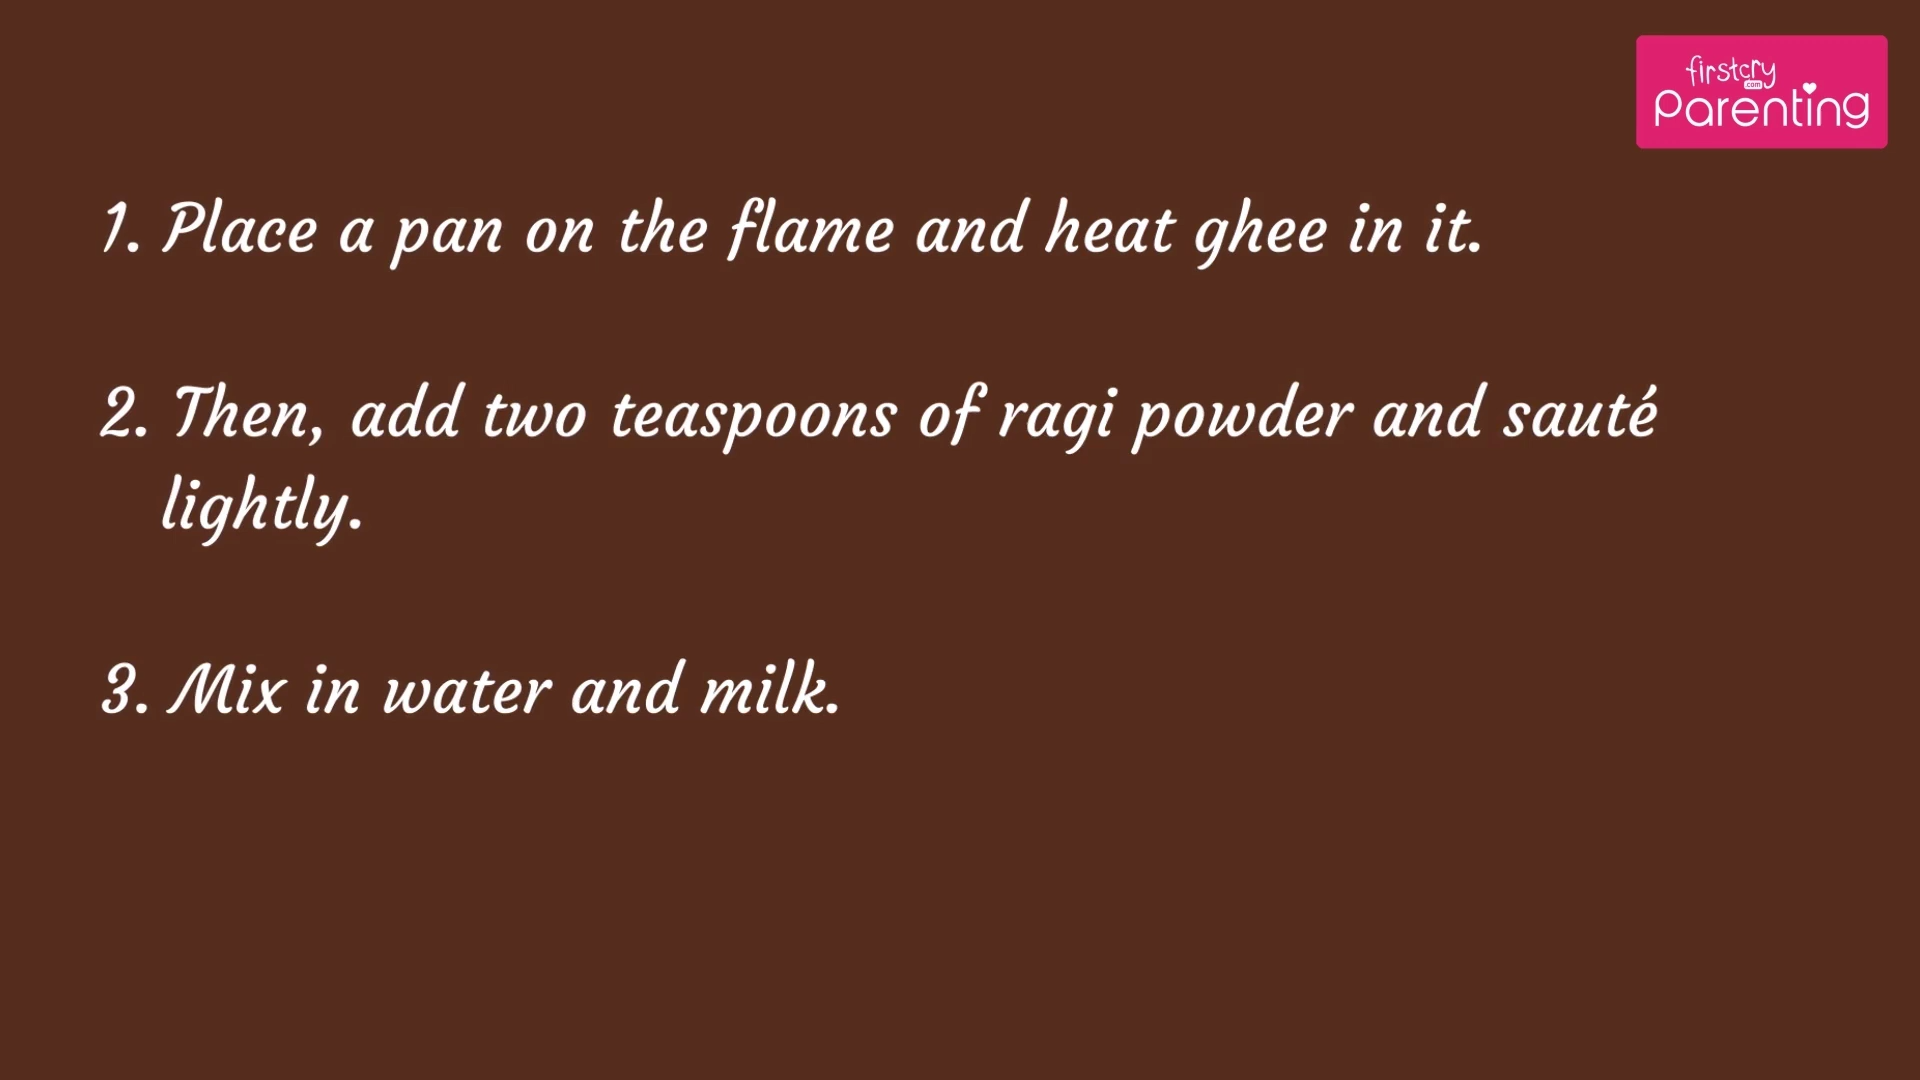 firstcry
.com
Parenting
1. Place a pan on the flame and heat ghee in it.
2. Then, add two teaspoons of ragi powder and sauté
lightly.
3. Mix in water and milk.